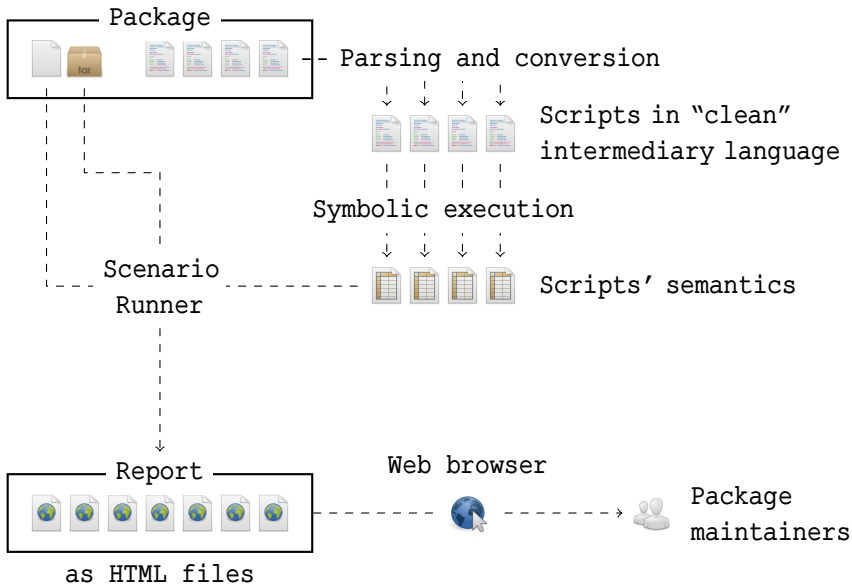 Package
tar
Parsing and conversion
Scripts in “clean”
intermediary language
Symbolic execution
Scenario
Runner
Scripts’ semantics
Report
Web browser
Package
maintainers
as HTML files